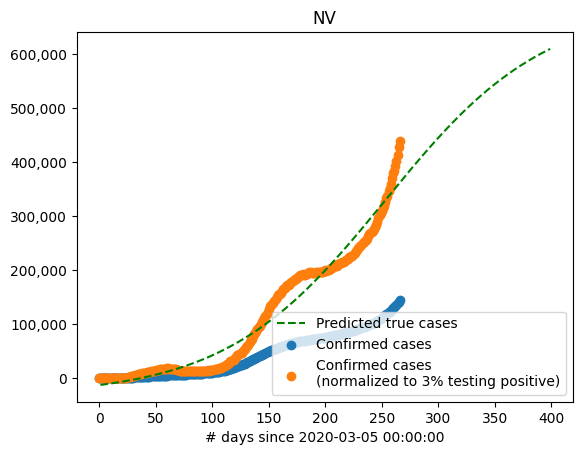 NV
600,000
500,000
400,000
300,000
200,000
100,000
0
0 50 100 150 200 250 300 350 400
# days since 2020-03-05 00:00:00
Predicted true cases
Confirmed cases
Confirmed cases
(normalized to 3% testing positive)